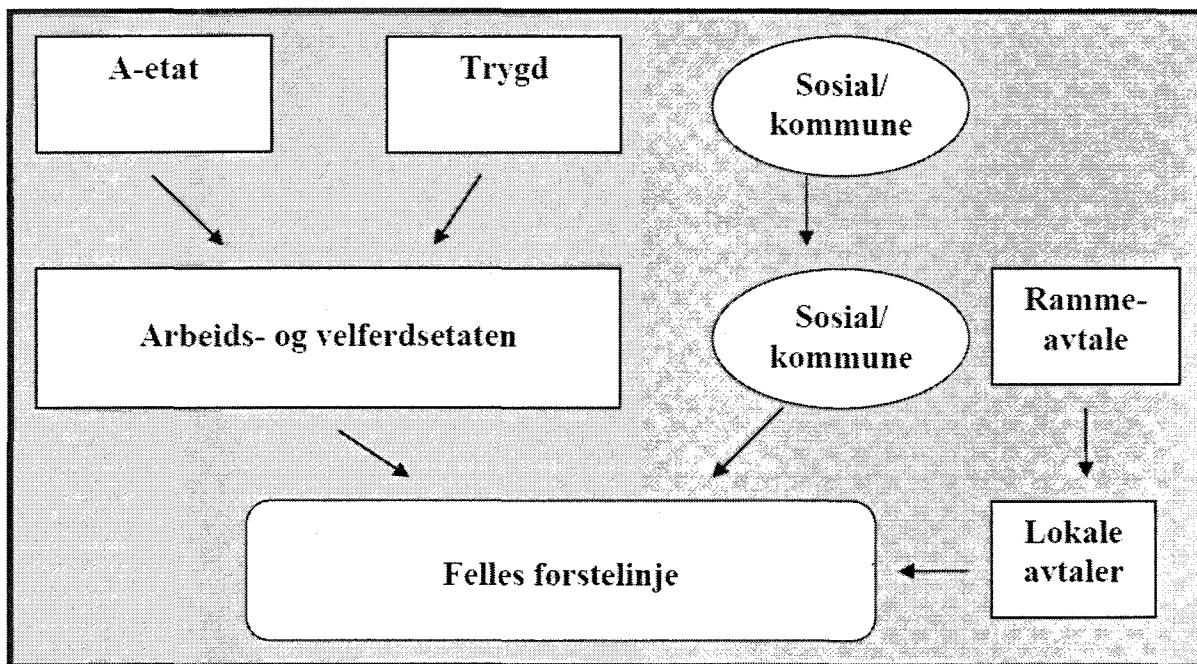 A-etat
Trygd
Sosial/
kommune
Arbeids- og velferdsetaten
Sosial/
kommune
Ramme-
avtale
Felles førstelinje
Lokale
avtaler